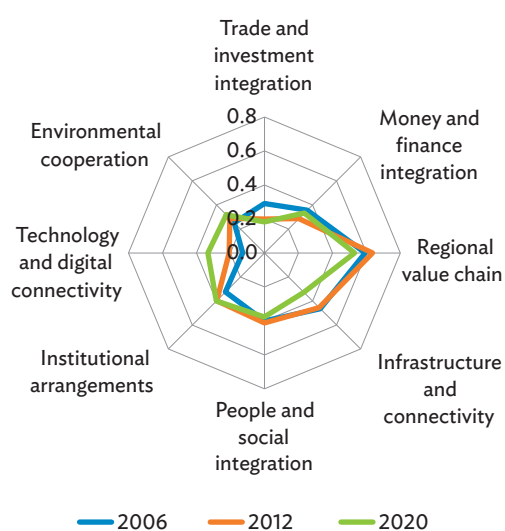 Trade and
investment
integration
Money and
finance
integration
Regional
value chain
Infrastructure
and
connectivity
People and
social
integration
Institutional
arrangements
Technology
and digital
connectivity
Environmental
cooperation
0.8
0.6
0.4
0.2
0.0
2006 2012 2020